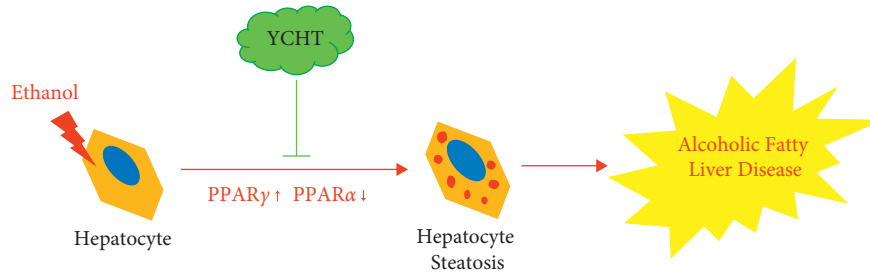 YCHT
Ethanol
PPARγ↑ PPARα↓
Hepatocyte
Hepatocyte
Steatosis
Alcoholic Fatty
Liver Disease